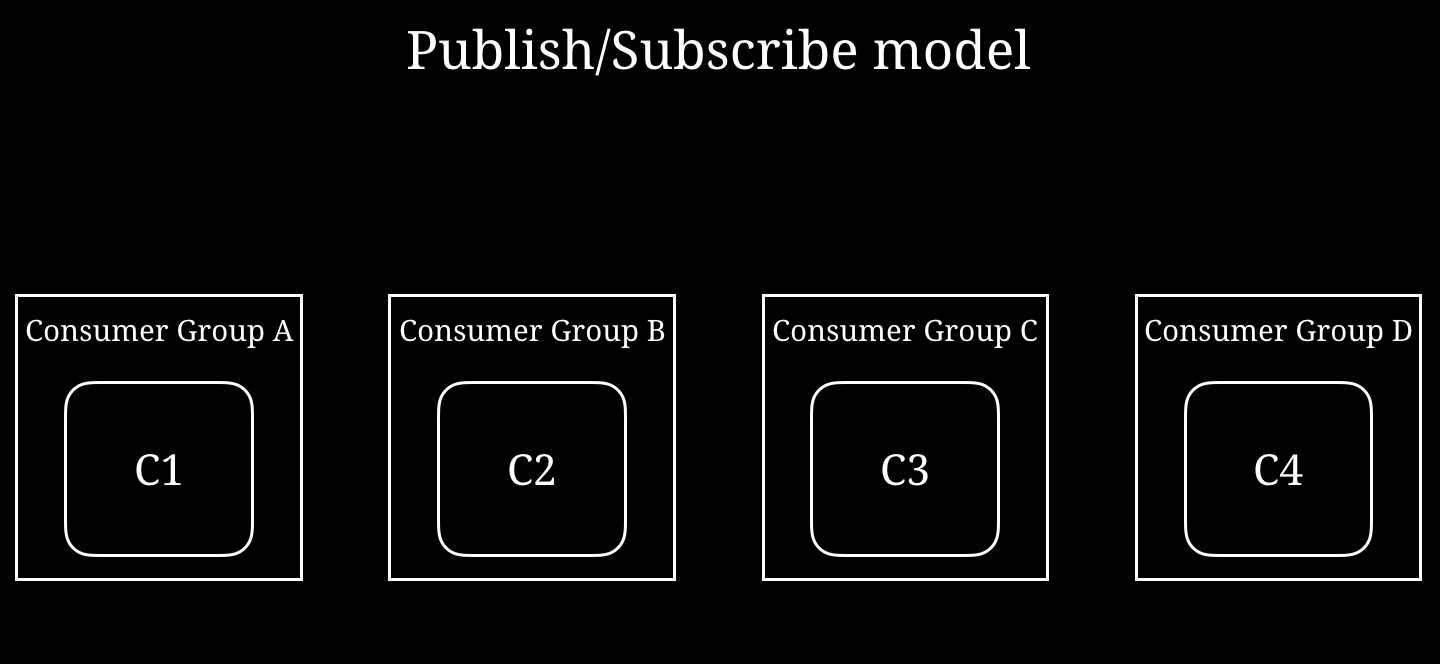 Publish/Subscribe model
Consumer Group A
Consumer Group B
Consumer Group C
Consumer Group D
C1
C2
C3
C4